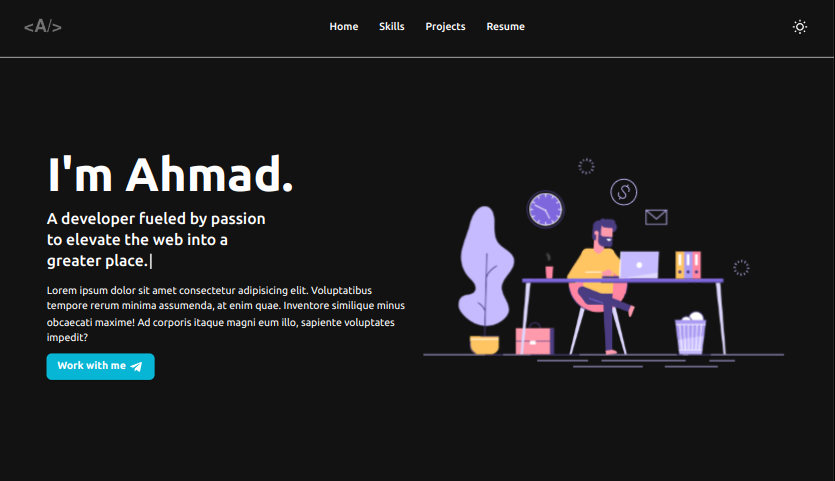 <A/>
Home Skills Projects Resume
I'm Ahmad.
A developer fueled by passion
to elevate the web into a
greater place.|
Lorem ipsum dolor sit amet consectetur adipisicing elit. Voluptatibus
tempore rerum minima assumenda, at enim quae. Inventore similique minus
obcaecati maxime! Ad corporis itaque magni eum illo, sapiente voluptates
impedit?
Work with me